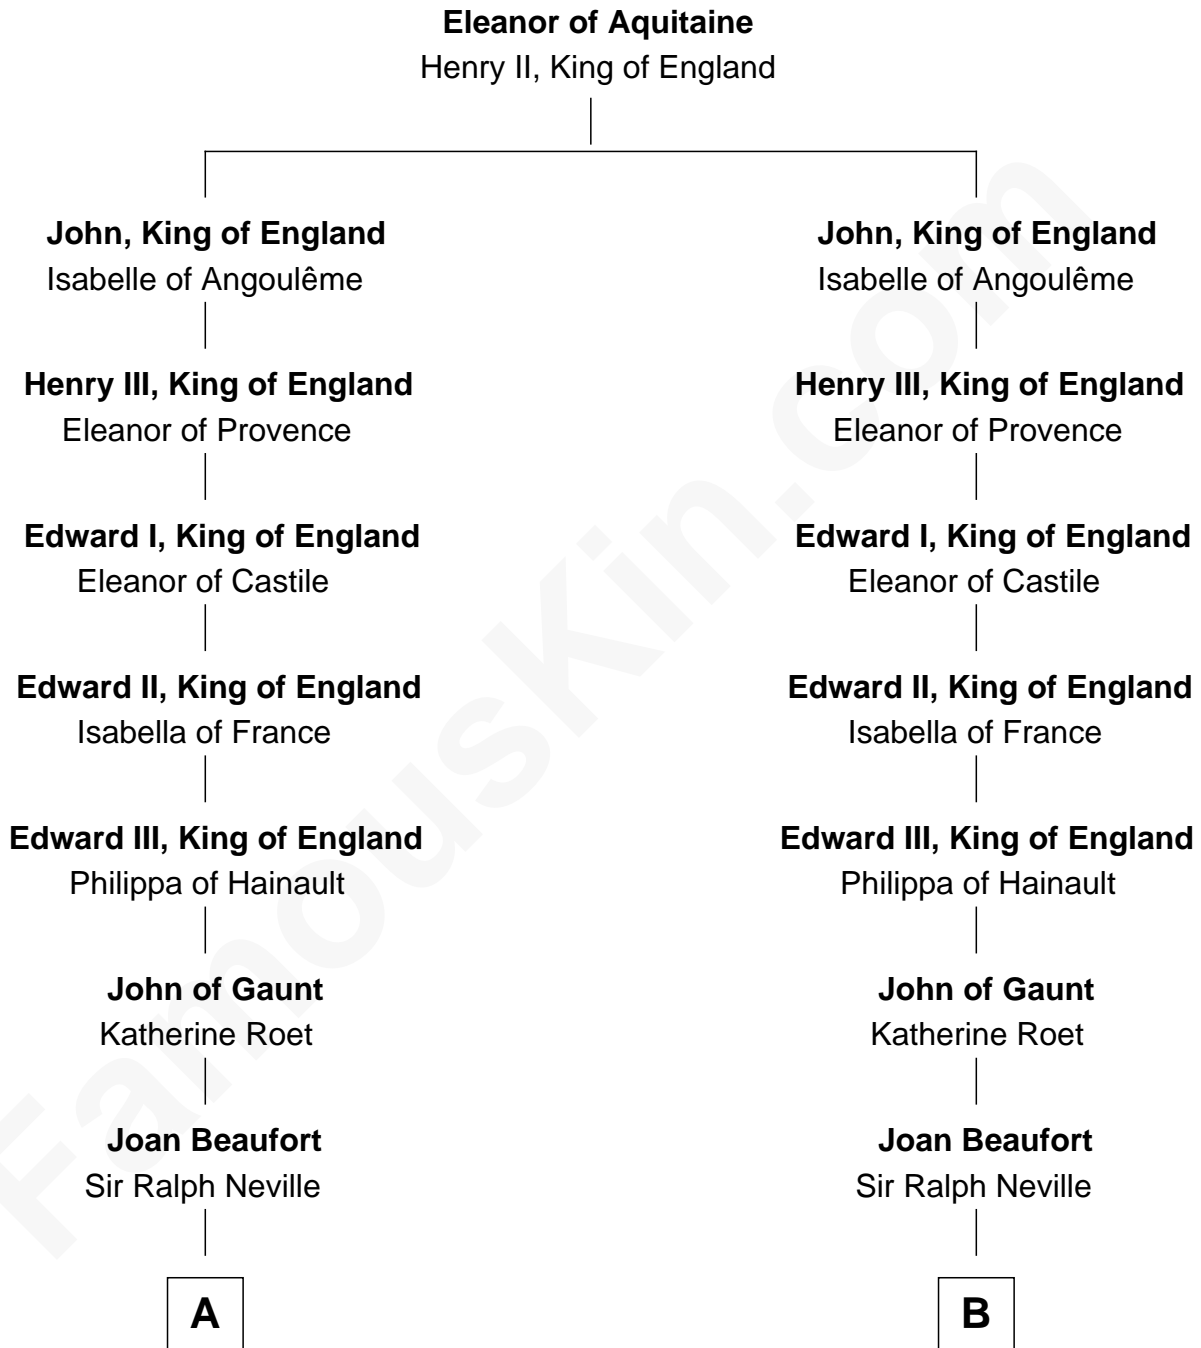 Eleanor of Aquitaine
Henry II, King of England
John, King of England
Isabelle of Angoulême
Henry III, King of England
Eleanor of Provence
Edward I, King of England
Eleanor of Castile
Edward II, King of England
Isabella of France
Edward III, King of England
Philippa of Hainault
John of Gaunt
Katherine Roet
Joan Beaufort
Sir Ralph Neville
A
John, King of England
Isabelle of Angoulême
Henry III, King of England
Eleanor of Provence
Edward I, King of England
Eleanor of Castile
Edward II, King of England
Isabella of France
Edward III, King of England
Philippa of Hainault
John of Gaunt
Katherine Roet
Joan Beaufort
Sir Ralph Neville
B
FamousKin.com